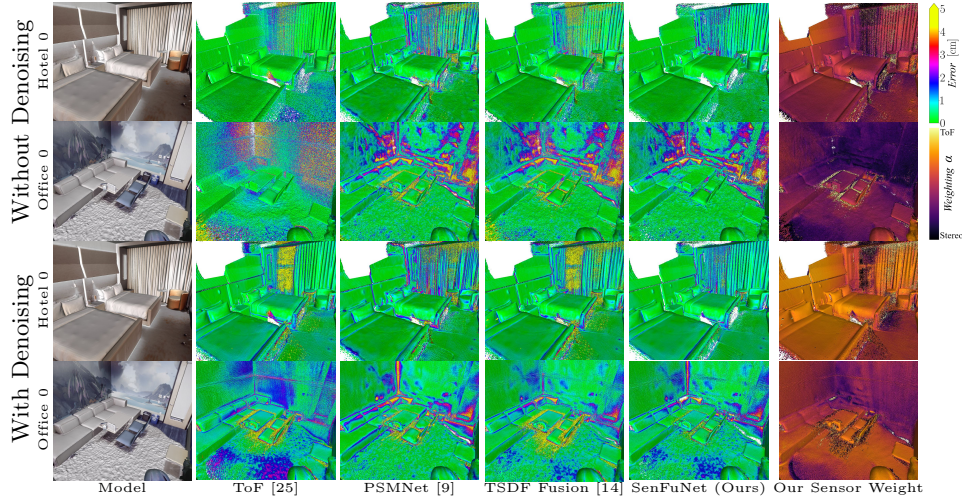 Without Denoising
Hotel 0
Office 0
With Denoising
Hotel 0
Office 0
5
4
3
2
1
0
Error [cm]
ToF
Weighting α
Stereo
Model
ToF [25]
PSMNet [9]
TSDF Fusion [14]
SenFuNet (Ours)
Our Sensor Weight